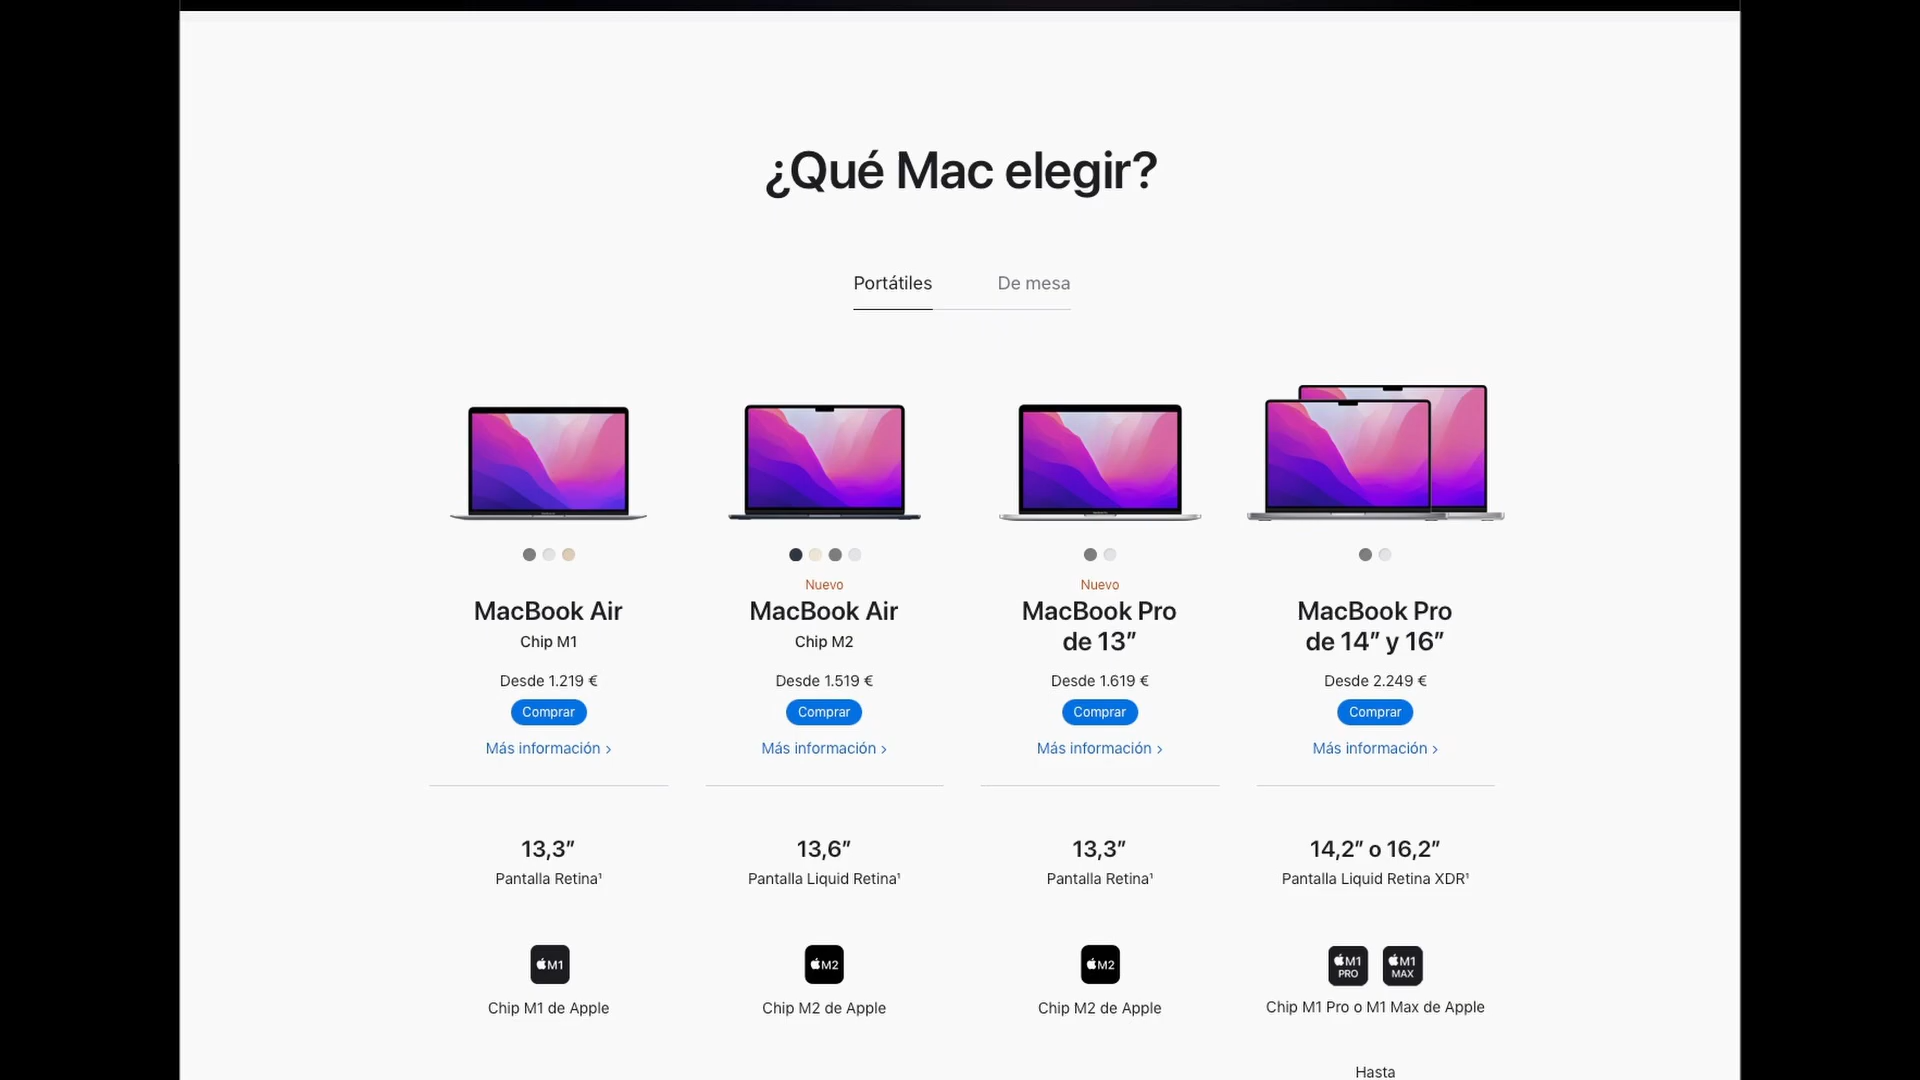 ¿Qué Mac elegir?
Portátiles De mesa
Nuevo Nuevo
MacBook Air MacBook Air MacBook Pro MacBook Pro
Chip M1 Chip M2 de 13” de 14” y 16”
Desde 1.219 € Desde 1.519 € Desde 1.619 € Desde 2.249 €
Comprar Comprar Comprar Comprar
Más información > Más información > Más información > Más información >
13,3” 13,6” 13,3” 14,2” o 16,2”
Pantalla Retina¹ Pantalla Liquid Retina¹ Pantalla Retina¹ Pantalla Liquid Retina XDR¹
M1 M2 M2 M1 PRO M1 MAX
Chip M1 de Apple Chip M2 de Apple Chip M2 de Apple Chip M1 Pro o M1 Max de Apple
Hasta